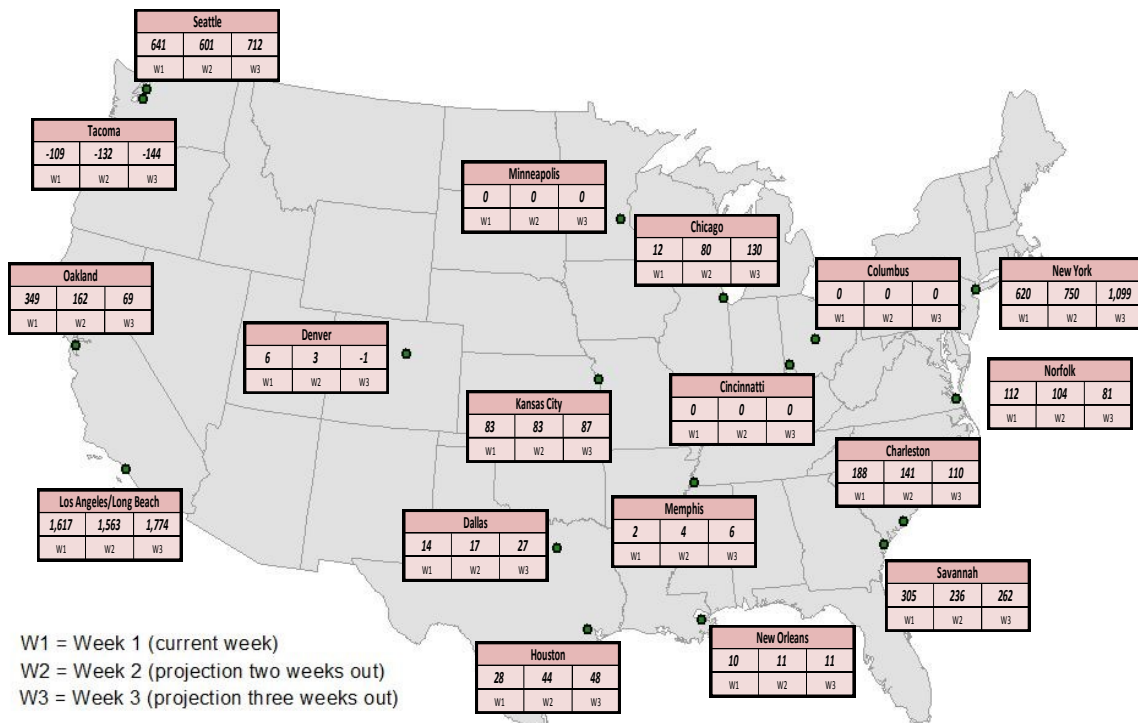 Seattle
641 601 712
W1 W2 W3
Tacoma
-109 -132 -144
W1 W2 W3
Minneapolis
0 0 0
W1 W2 W3
Chicago
12 80 130
W1 W2 W3
Oakland
349 162 69
W1 W2 W3
Columbus
0 0 0
W1 W2 W3
New York
620 750 1,099
W1 W2 W3
Denver
6 3 -1
W1 W2 W3
Cincinnatti
0 0 0
W1 W2 W3
Norfolk
112 104 81
W1 W2 W3
Kansas City
83 83 87
W1 W2 W3
Charleston
188 141 110
W1 W2 W3
Los Angeles/Long Beach
1,617 1,563 1,774
W1 W2 W3
Memphis
2 4 6
W1 W2 W3
Dallas
14 17 27
W1 W2 W3
Savannah
305 236 262
W1 W2 W3
New Orleans
10 11 11
W1 W2 W3
Houston
28 44 48
W1 W2 W3
W1 = Week 1 (current week)
W2 = Week 2 (projection two weeks out)
W3 = Week 3 (projection three weeks out)